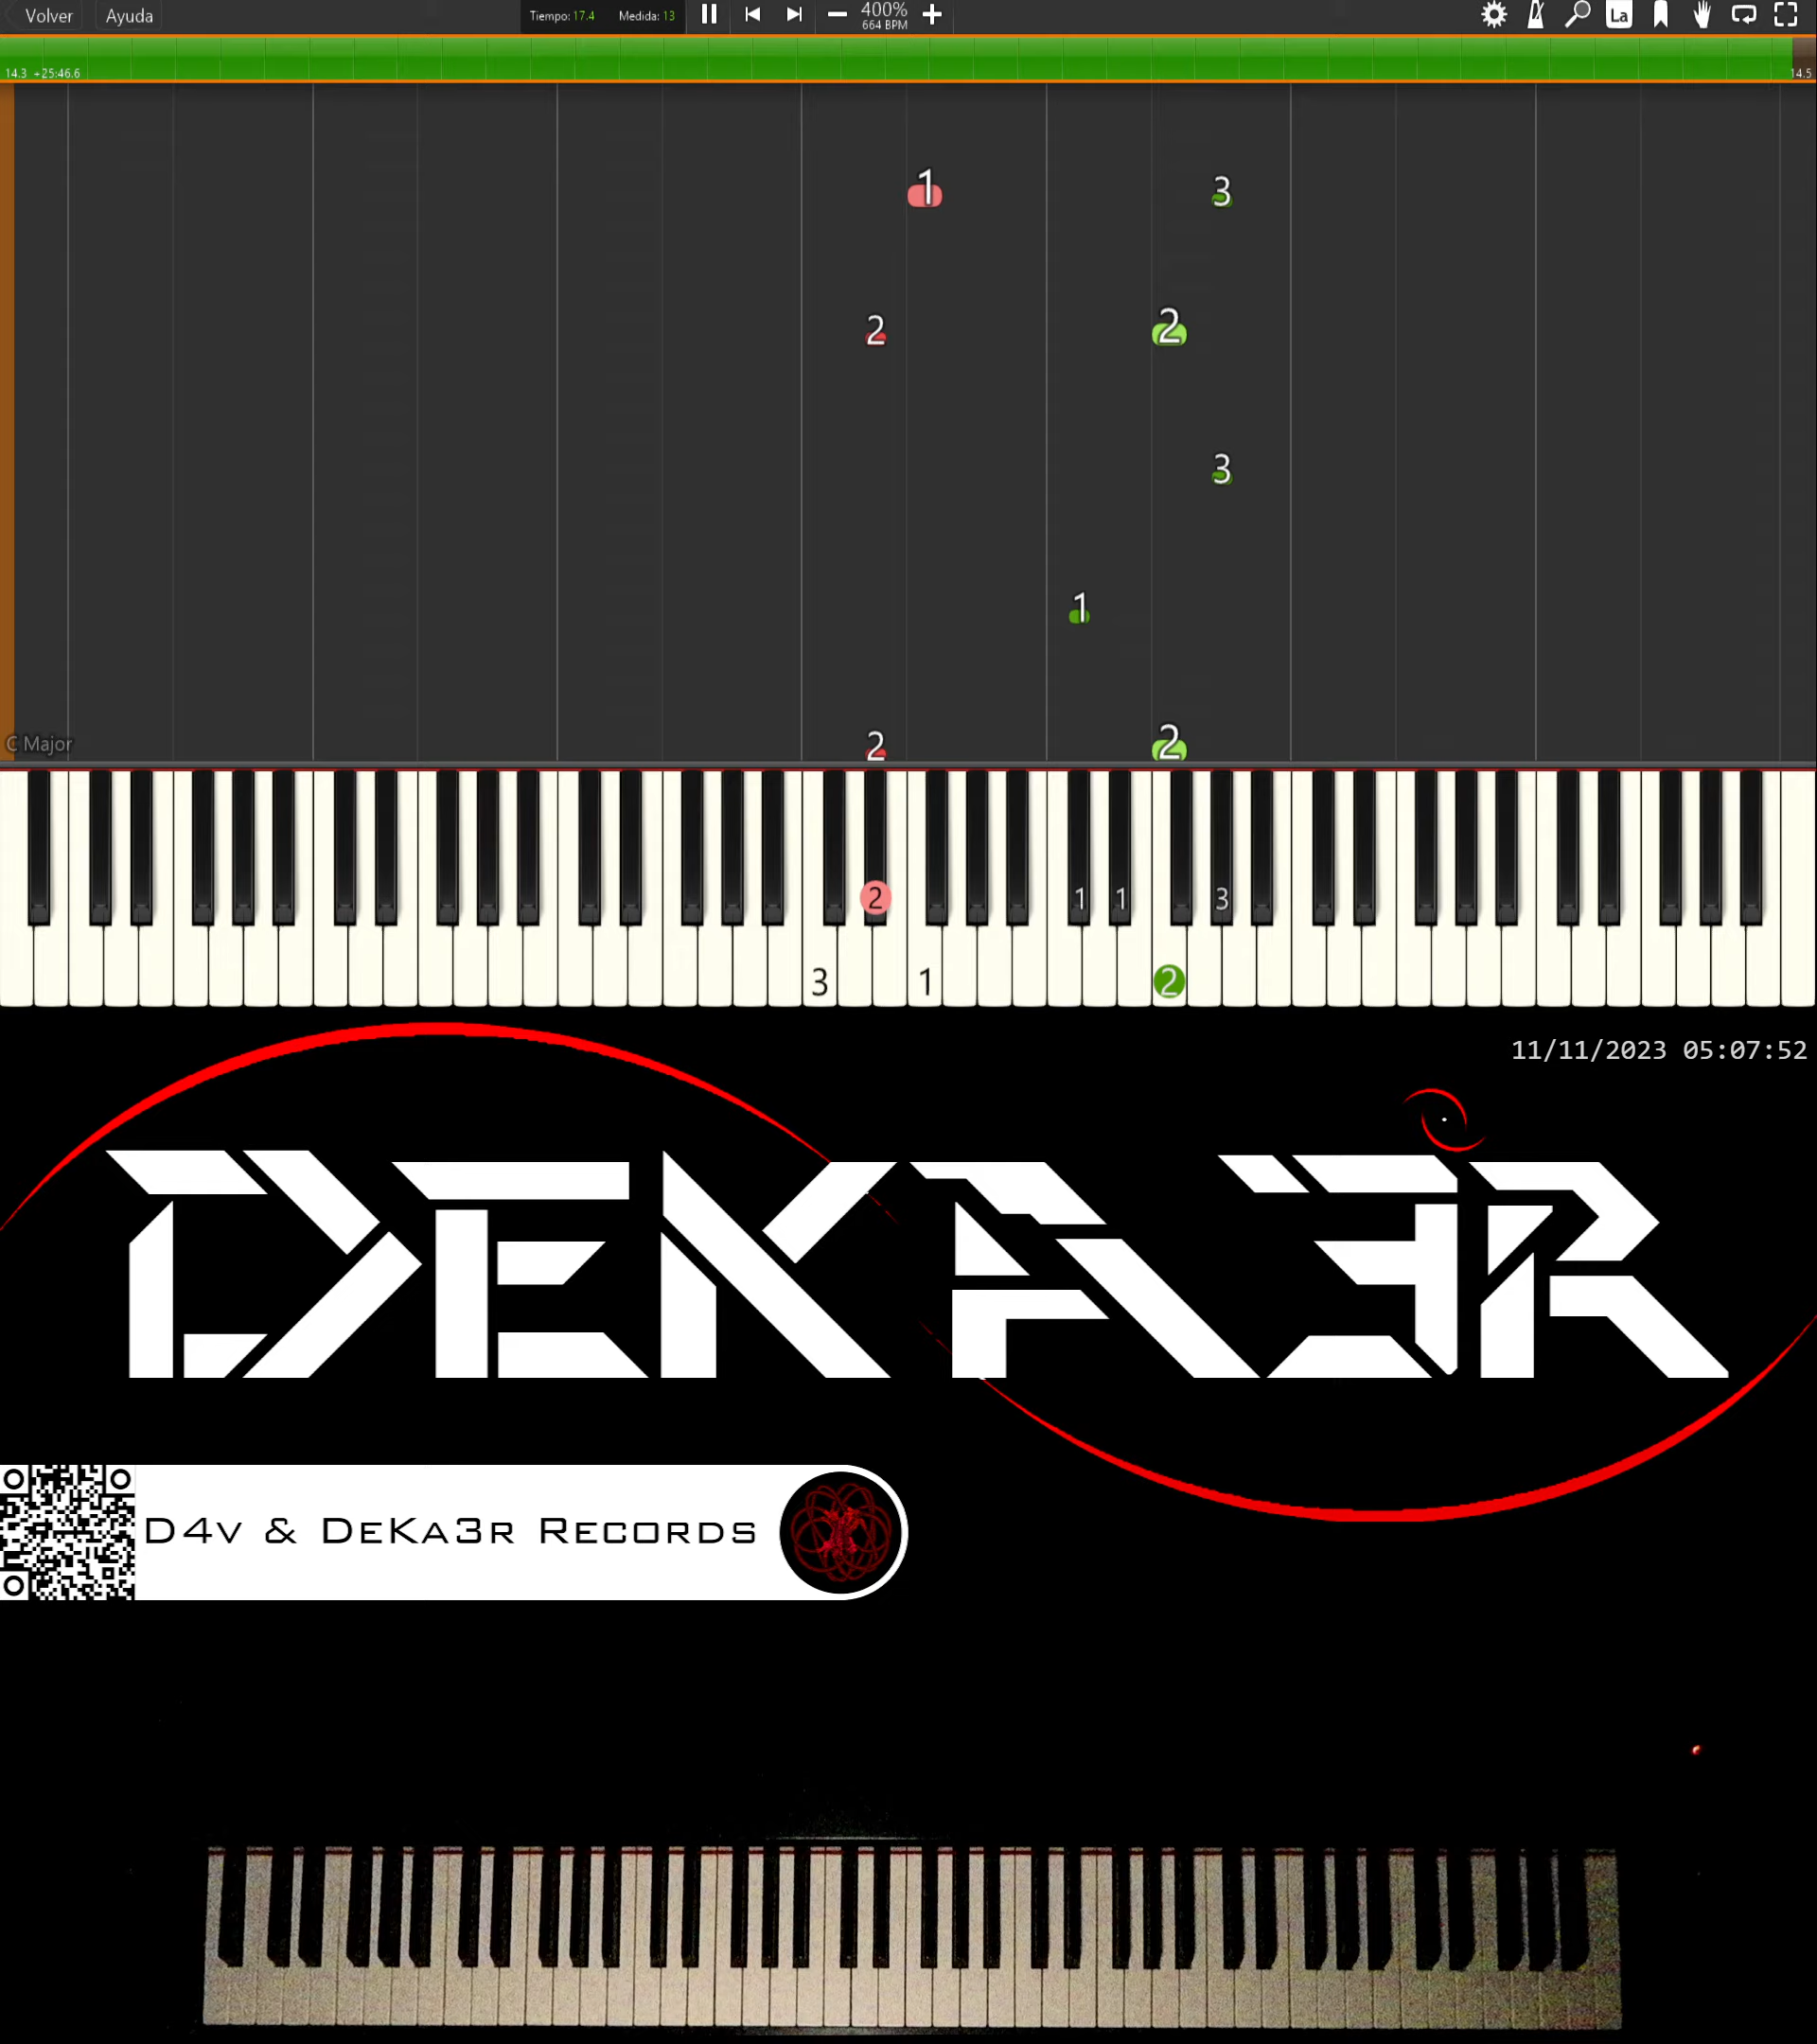 Volver Ayuda Tiempo: 17.4 Medida: 13 400% La
664 BPM
14.3 +25:46.6 14.5
1 3
2 2
3
1
C Major 2 2
2 1 1 3
3 1 2
11/11/2023 05:07:52
DEKA3R
D4v & DeKa3r Records